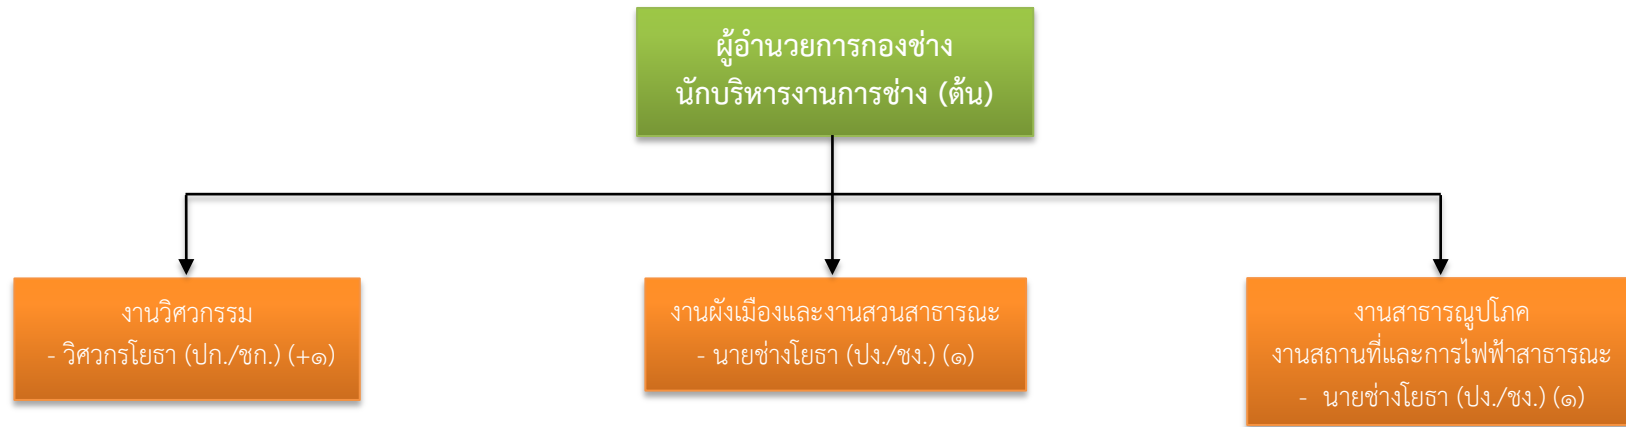 ผู้อำนวยการกองช่าง
นักบริหารงานการช่าง (ต้น)
งานวิศวกรรม
- วิศวกรโยธา (ปก./ชก.) (+๑)
งานผังเมืองและงานสวนสาธารณะ
- นายช่างโยธา (ปง./ชง.) (๑)
งานสาธารณูปโภค
งานสถานที่และการไฟฟ้าสาธารณะ
- นายช่างโยธา (ปง./ชง.) (๑)